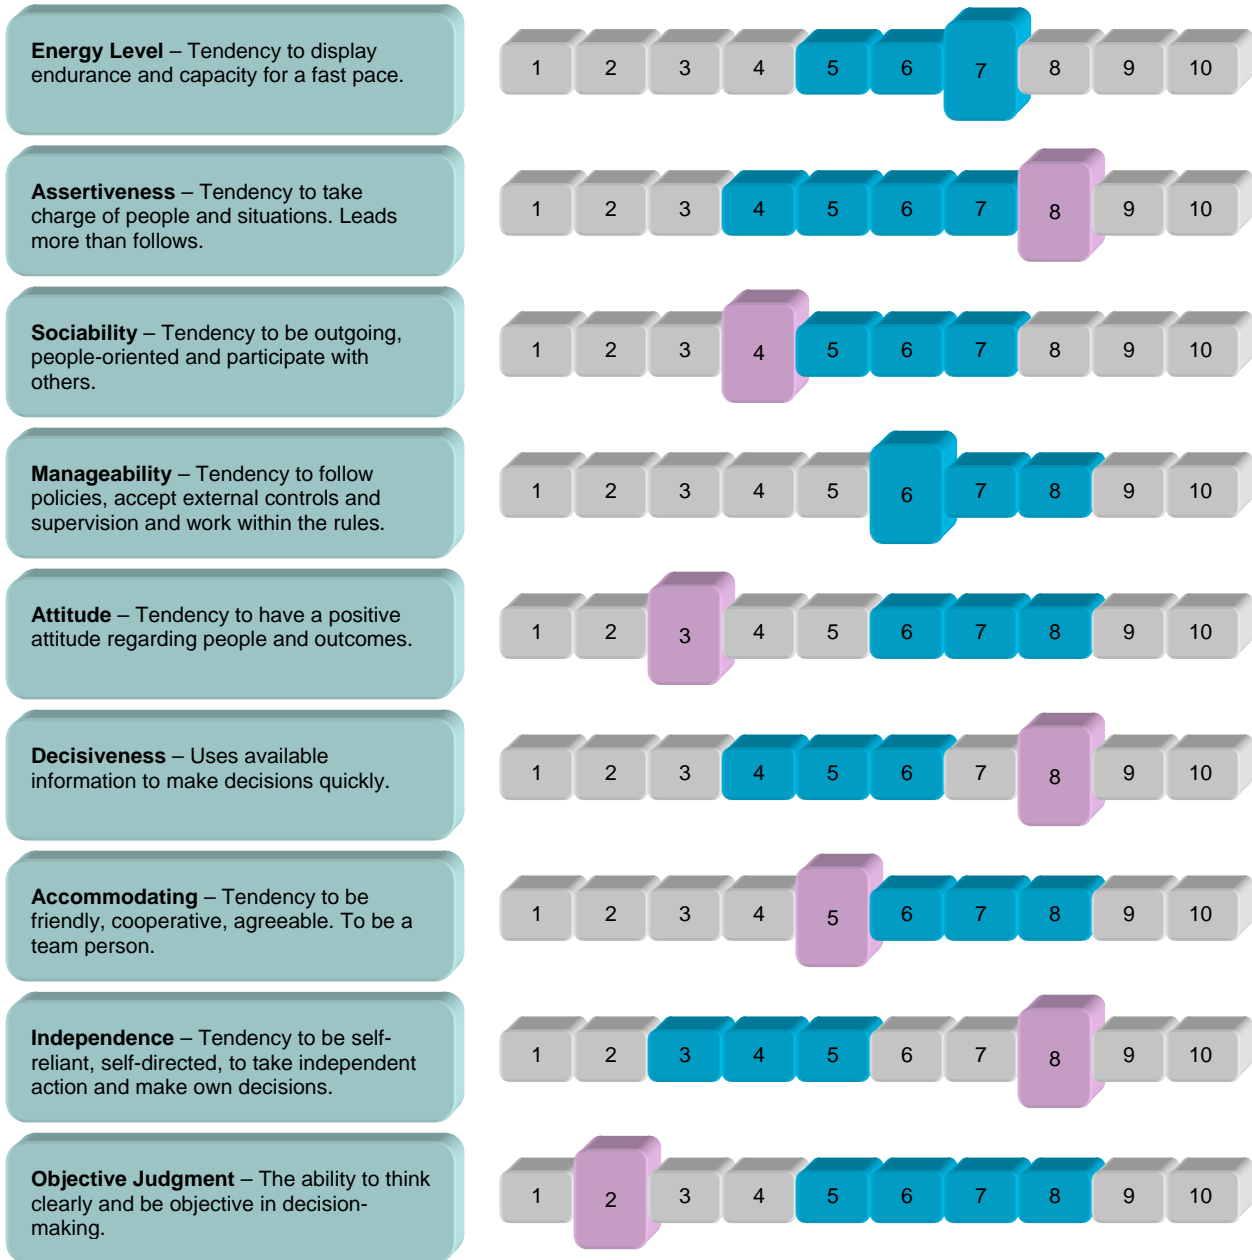 Energy Level – Tendency to display
endurance and capacity for a fast pace.
1 2 3 4 5 6 7 8 9 10
Assertiveness – Tendency to take
charge of people and situations. Leads
more than follows.
1 2 3 4 5 6 7 8 9 10
Sociability – Tendency to be outgoing,
people-oriented and participate with
others.
1 2 3 4 5 6 7 8 9 10
Manageability – Tendency to follow
policies, accept external controls and
supervision and work within the rules.
1 2 3 4 5 6 7 8 9 10
Attitude – Tendency to have a positive
attitude regarding people and outcomes.
1 2 3 4 5 6 7 8 9 10
Decisiveness – Uses available
information to make decisions quickly.
1 2 3 4 5 6 7 8 9 10
Accommodating – Tendency to be
friendly, cooperative, agreeable. To be a
team person.
1 2 3 4 5 6 7 8 9 10
Independence – Tendency to be self-
reliant, self-directed, to take independent
action and make own decisions.
1 2 3 4 5 6 7 8 9 10
Objective Judgment – The ability to think
clearly and be objective in decision-
making.
1 2 3 4 5 6 7 8 9 10